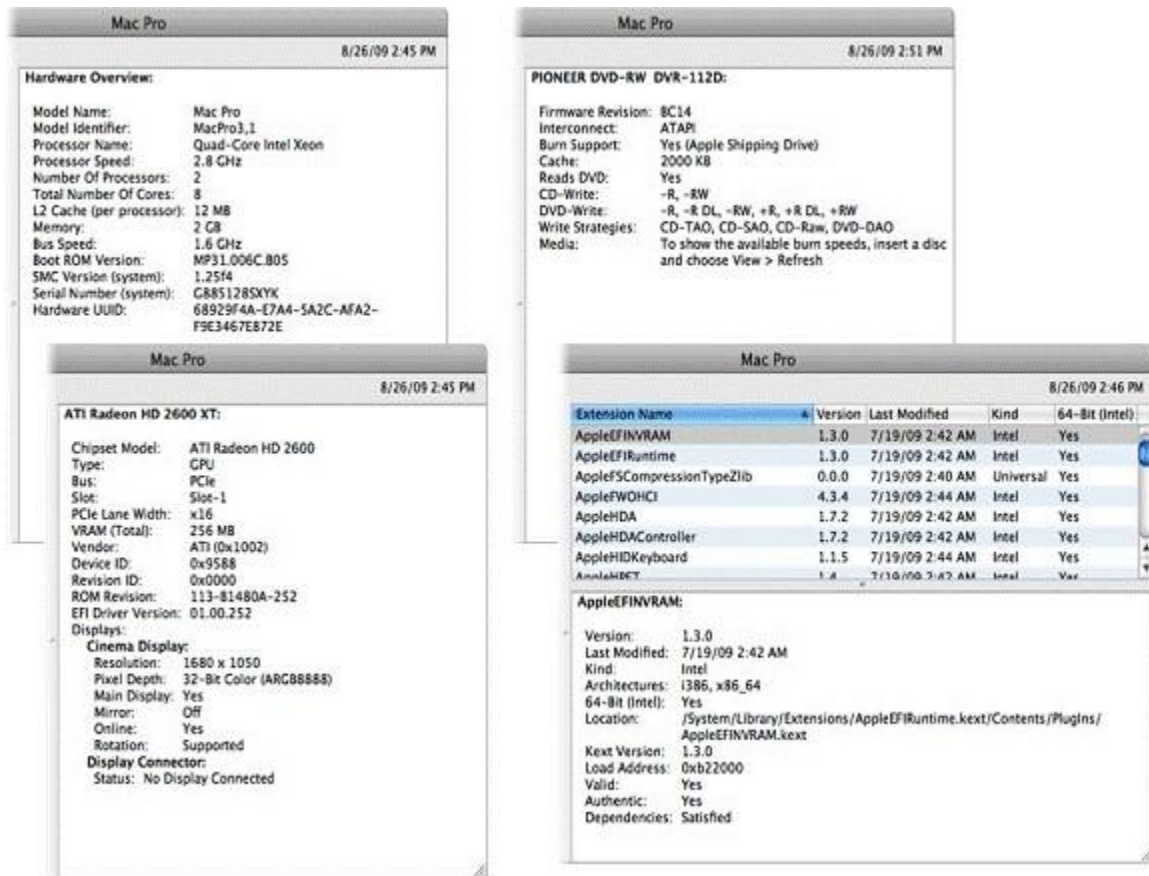 Mac Pro
8/26/09 2:45 PM
Hardware Overview:
Model Name: Mac Pro
Model Identifier: MacPro3,1
Processor Name: Quad-Core Intel Xeon
Processor Speed: 2.8 GHz
Number Of Processors: 2
Total Number Of Cores: 8
L2 Cache (per processor): 12 MB
Memory: 2 GB
Bus Speed: 1.6 GHz
Boot ROM Version: MP31.006C.B05
SMC Version (system): 1.25f4
Serial Number (system): G885128SXYK
Hardware UUID: 68929F4A-E7A4-5A2C-AFA2-
F9E3467E872E
Mac Pro
8/26/09 2:51 PM
PIONEER DVD-RW DVR-112D:
Firmware Revision: BC14
Interconnect: ATAPI
Burn Support: Yes (Apple Shipping Drive)
Cache: 2000 KB
Reads DVD: Yes
CD-Write: -R, -RW
DVD-Write: -R, -R DL, -RW, +R, +R DL, +RW
Write Strategies: CD-TAO, CD-SAO, CD-Raw, DVD-DAO
Media: To show the available burn speeds, insert a disc
and choose View > Refresh
Mac Pro
8/26/09 2:45 PM
ATI Radeon HD 2600 XT:
Chipset Model: ATI Radeon HD 2600
Type: GPU
Bus: PCIe
Slot: Slot-1
PCIe Lane Width: x16
VRAM (Total): 256 MB
Vendor: ATI (0x1002)
Device ID: 0x9588
Revision ID: 0x0000
ROM Revision: 113-B1480A-252
EFI Driver Version: 01.00.252
Displays:
Cinema Display:
Resolution: 1680 x 1050
Pixel Depth: 32-Bit Color (ARGB8888)
Main Display: Yes
Mirror: Off
Online: Yes
Rotation: Supported
Display Connector:
Status: No Display Connected
Mac Pro
8/26/09 2:46 PM
Extension Name Version Last Modified Kind 64-Bit (Intel)
AppleEFINVRAM 1.3.0 7/19/09 2:42 AM Intel Yes
AppleEFIRuntime 1.3.0 7/19/09 2:42 AM Intel Yes
AppleFSCompressionTypeZlib 0.0.0 7/19/09 2:40 AM Universal Yes
AppleFWOHCI 4.3.4 7/19/09 2:44 AM Intel Yes
AppleHDA 1.7.2 7/19/09 2:42 AM Intel Yes
AppleHDAController 1.7.2 7/19/09 2:42 AM Intel Yes
AppleHIDKeyboard 1.1.5 7/19/09 2:44 AM Intel Yes
AppleHPET 1.4 7/19/09 2:42 AM Intel Yes
AppleEFINVRAM:
Version: 1.3.0
Last Modified: 7/19/09 2:42 AM
Kind: Intel
Architectures: i386, x86_64
64-Bit (Intel): Yes
Location: /System/Library/Extensions/AppleEFIRuntime.kext/Contents/PlugIns/
AppleEFINVRAM.kext
Kext Version: 1.3.0
Load Address: 0xb22000
Valid: Yes
Authentic: Yes
Dependencies: Satisfied